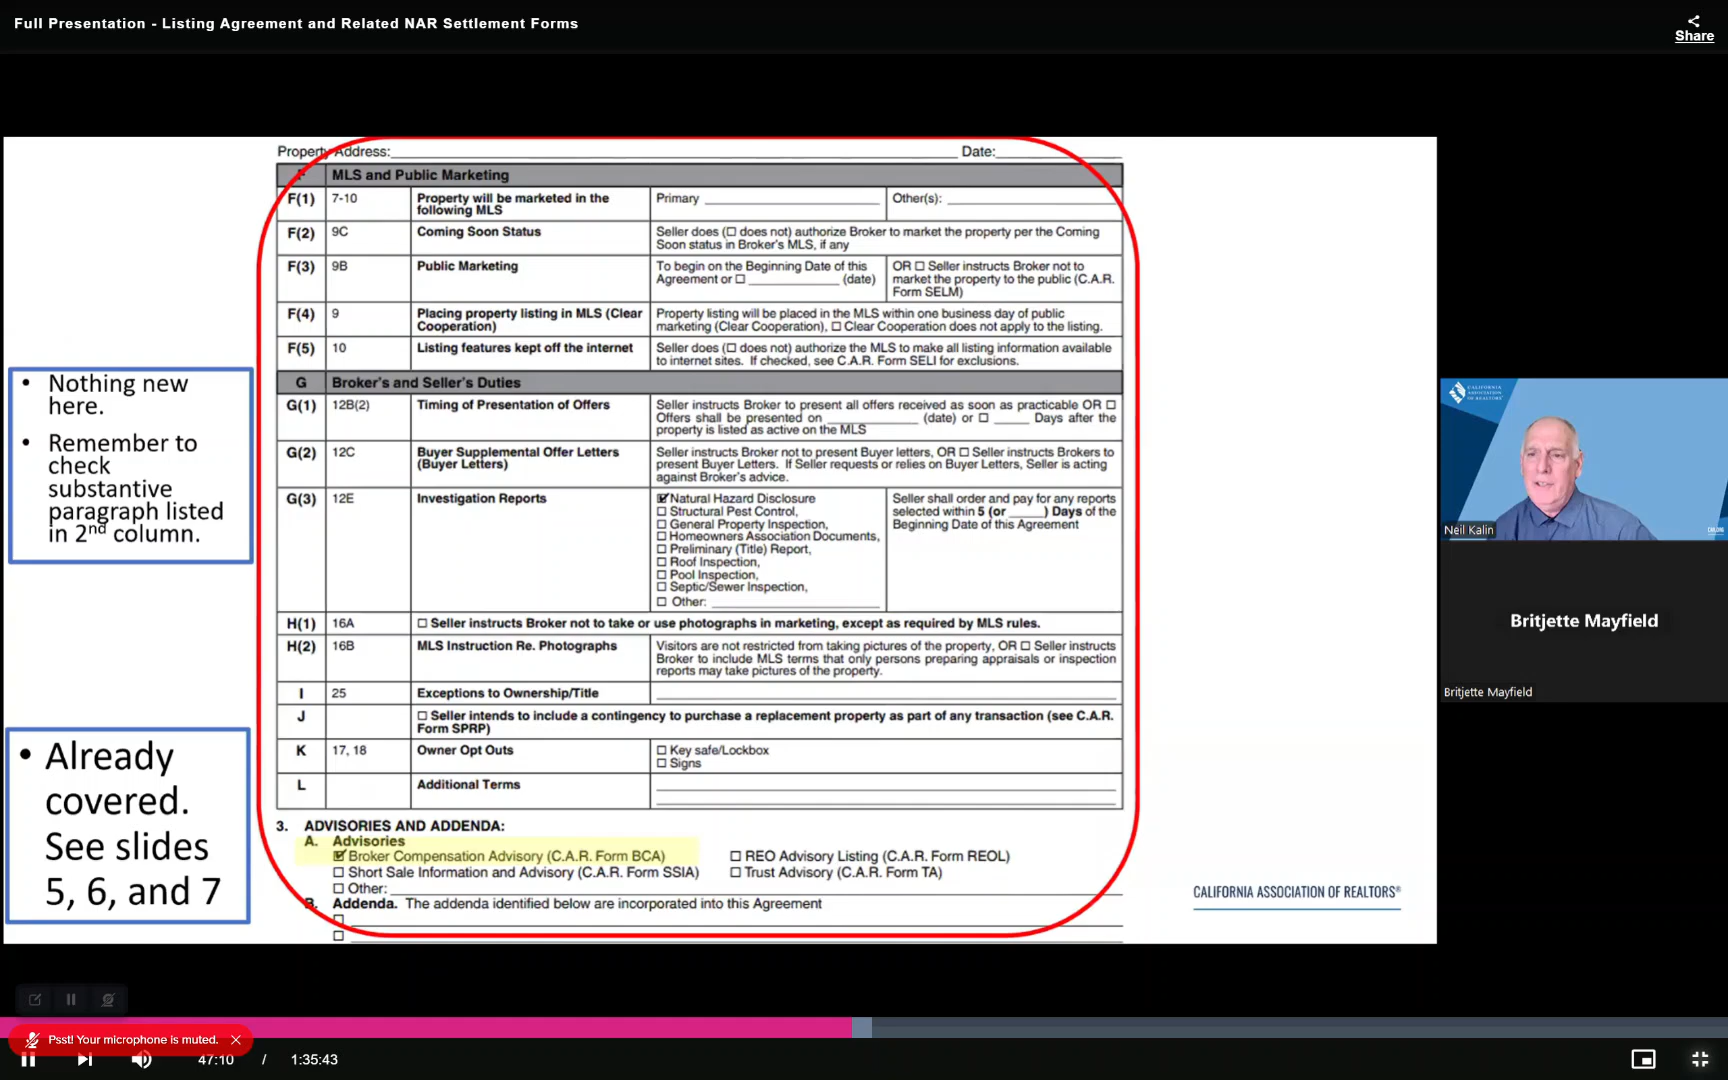 Full Presentation - Listing Agreement and Related NAR Settlement Forms
Share
Property Address: Date:
MLS and Public Marketing
F(1) 7-10 Property will be marketed in the following MLS Primary Other(s):
F(2) 9C Coming Soon Status Seller does (☐ does not) authorize Broker to market the property per the Coming Soon status in Broker's MLS, if any
F(3) 9B Public Marketing To begin on the Beginning Date of this Agreement or ☐ (date) OR ☐ Seller instructs Broker not to market the property to the public (C.A.R. Form SELM)
F(4) 9 Placing property listing in MLS (Clear Cooperation) Property listing will be placed in the MLS within one business day of public marketing (Clear Cooperation), ☐ Clear Cooperation does not apply to the listing.
F(5) 10 Listing features kept off the internet Seller does (☐ does not) authorize the MLS to make all listing information available to internet sites. If checked, see C.A.R. Form SELI for exclusions.
G Broker's and Seller's Duties
G(1) 12B(2) Timing of Presentation of Offers Seller instructs Broker to present all offers received as soon as practicable OR ☐ Offers shall be presented on (date) or ☐ Days after the property is listed as active on the MLS
G(2) 12C Buyer Supplemental Offer Letters (Buyer Letters) Seller instructs Broker not to present Buyer letters, OR ☐ Seller instructs Brokers to present Buyer Letters. If Seller requests or relies on Buyer Letters, Seller is acting against Broker's advice.
G(3) 12E Investigation Reports ☑ Natural Hazard Disclosure
☐ Structural Pest Control,
☐ General Property Inspection,
☐ Homeowners Association Documents,
☐ Preliminary (Title) Report,
☐ Roof Inspection,
☐ Pool Inspection,
☐ Septic/Sewer Inspection,
☐ Other:
Seller shall order and pay for any reports
selected within 5 (or ) Days of the
Beginning Date of this Agreement
H(1) 16A ☐ Seller instructs Broker not to take or use photographs in marketing, except as required by MLS rules.
H(2) 16B MLS Instruction Re. Photographs Visitors are not restricted from taking pictures of the property, OR ☐ Seller instructs Broker to include MLS terms that only persons preparing appraisals or inspection reports may take pictures of the property.
I 25 Exceptions to Ownership/Title
J ☐ Seller intends to include a contingency to purchase a replacement property as part of any transaction (see C.A.R. Form SPRP)
K 17, 18 Owner Opt Outs ☐ Key safe/Lockbox
☐ Signs
L Additional Terms
3. ADVISORIES AND ADDENDA:
A. Advisories
☑ Broker Compensation Advisory (C.A.R. Form BCA) ☐ REO Advisory Listing (C.A.R. Form REOL)
☐ Short Sale Information and Advisory (C.A.R. Form SSIA) ☐ Trust Advisory (C.A.R. Form TA)
☐ Other:
B. Addenda. The addenda identified below are incorporated into this Agreement
☐
☐
• Nothing new
here.
• Remember to
check
substantive
paragraph listed
in 2nd column.
• Already
covered.
See slides
5, 6, and 7
CALIFORNIA ASSOCIATION OF REALTORS®
CALIFORNIA
ASSOCIATION
OF REALTORS®
Neil Kalin
Britjette Mayfield
Britjette Mayfield
Psst! Your microphone is muted.
47:10 / 1:35:43